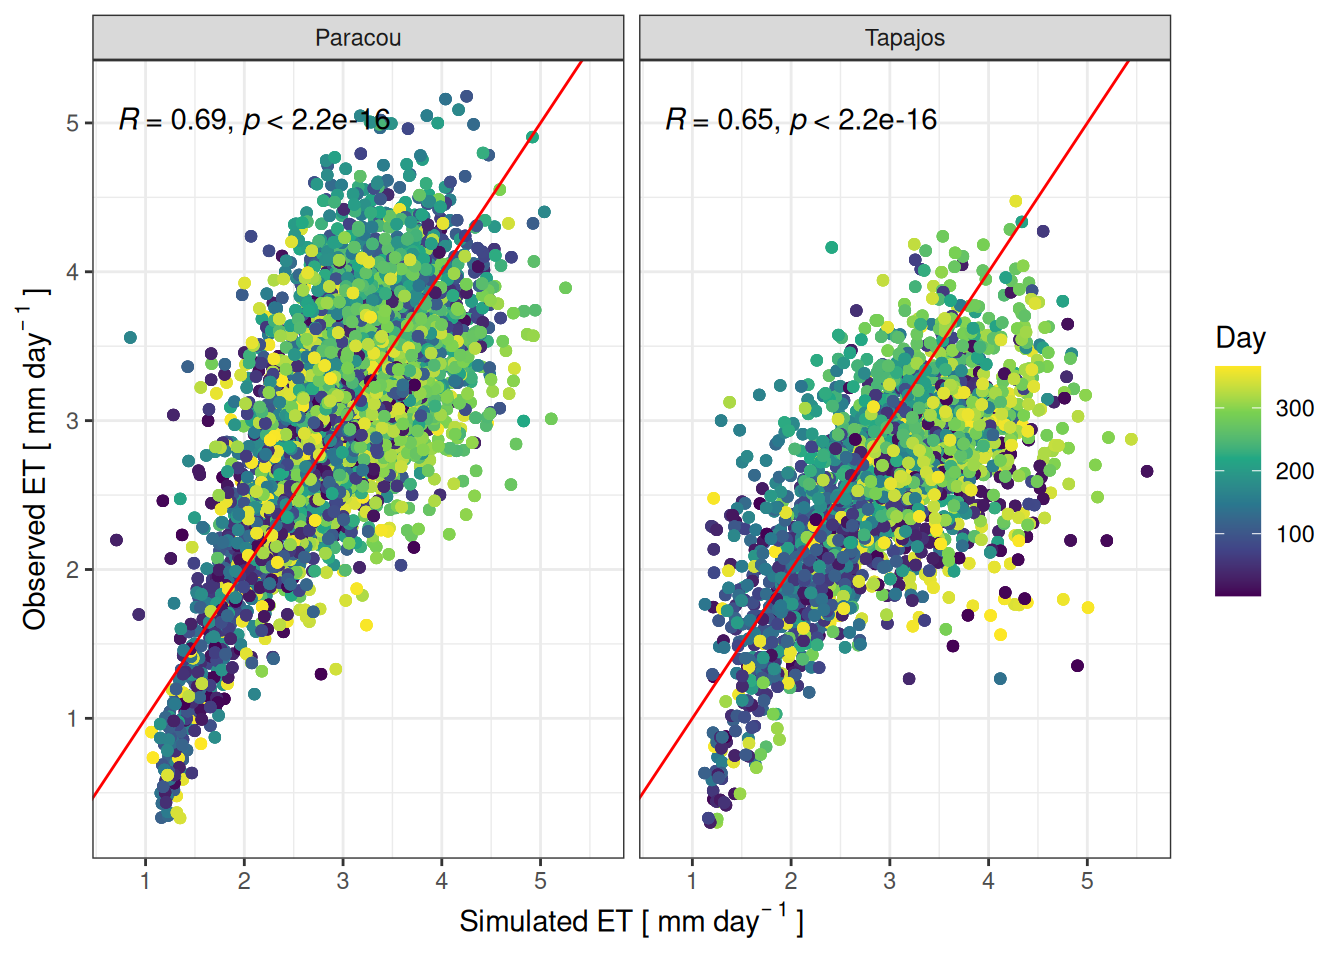 Paracou
Tapajos
R = 0.69, p < 2.2e-16
R = 0.65, p < 2.2e-16
Observed ET [ mm day⁻¹ ]
5
4
3
2
1
1 2 3 4 5
1 2 3 4 5
Simulated ET [ mm day⁻¹ ]
Day
300
200
100